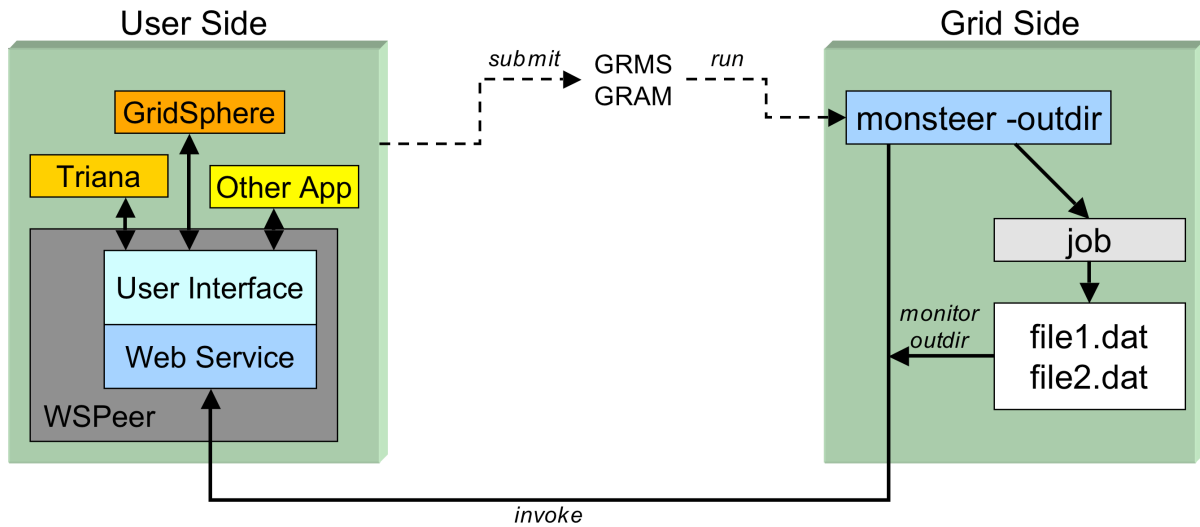 User Side
Grid Side
submit
GRMS
GRAM
run
GridSphere
monsteer -outdir
Triana
Other App
job
User Interface
monitor
outdir
file1.dat
file2.dat
Web Service
WSPeer
invoke